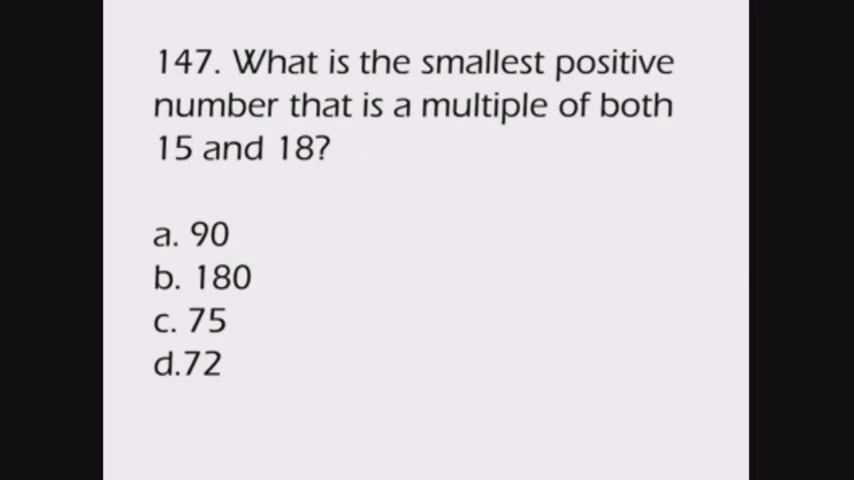 147. What is the smallest positive
number that is a multiple of both
15 and 18?
a. 90
b. 180
c. 75
d.72